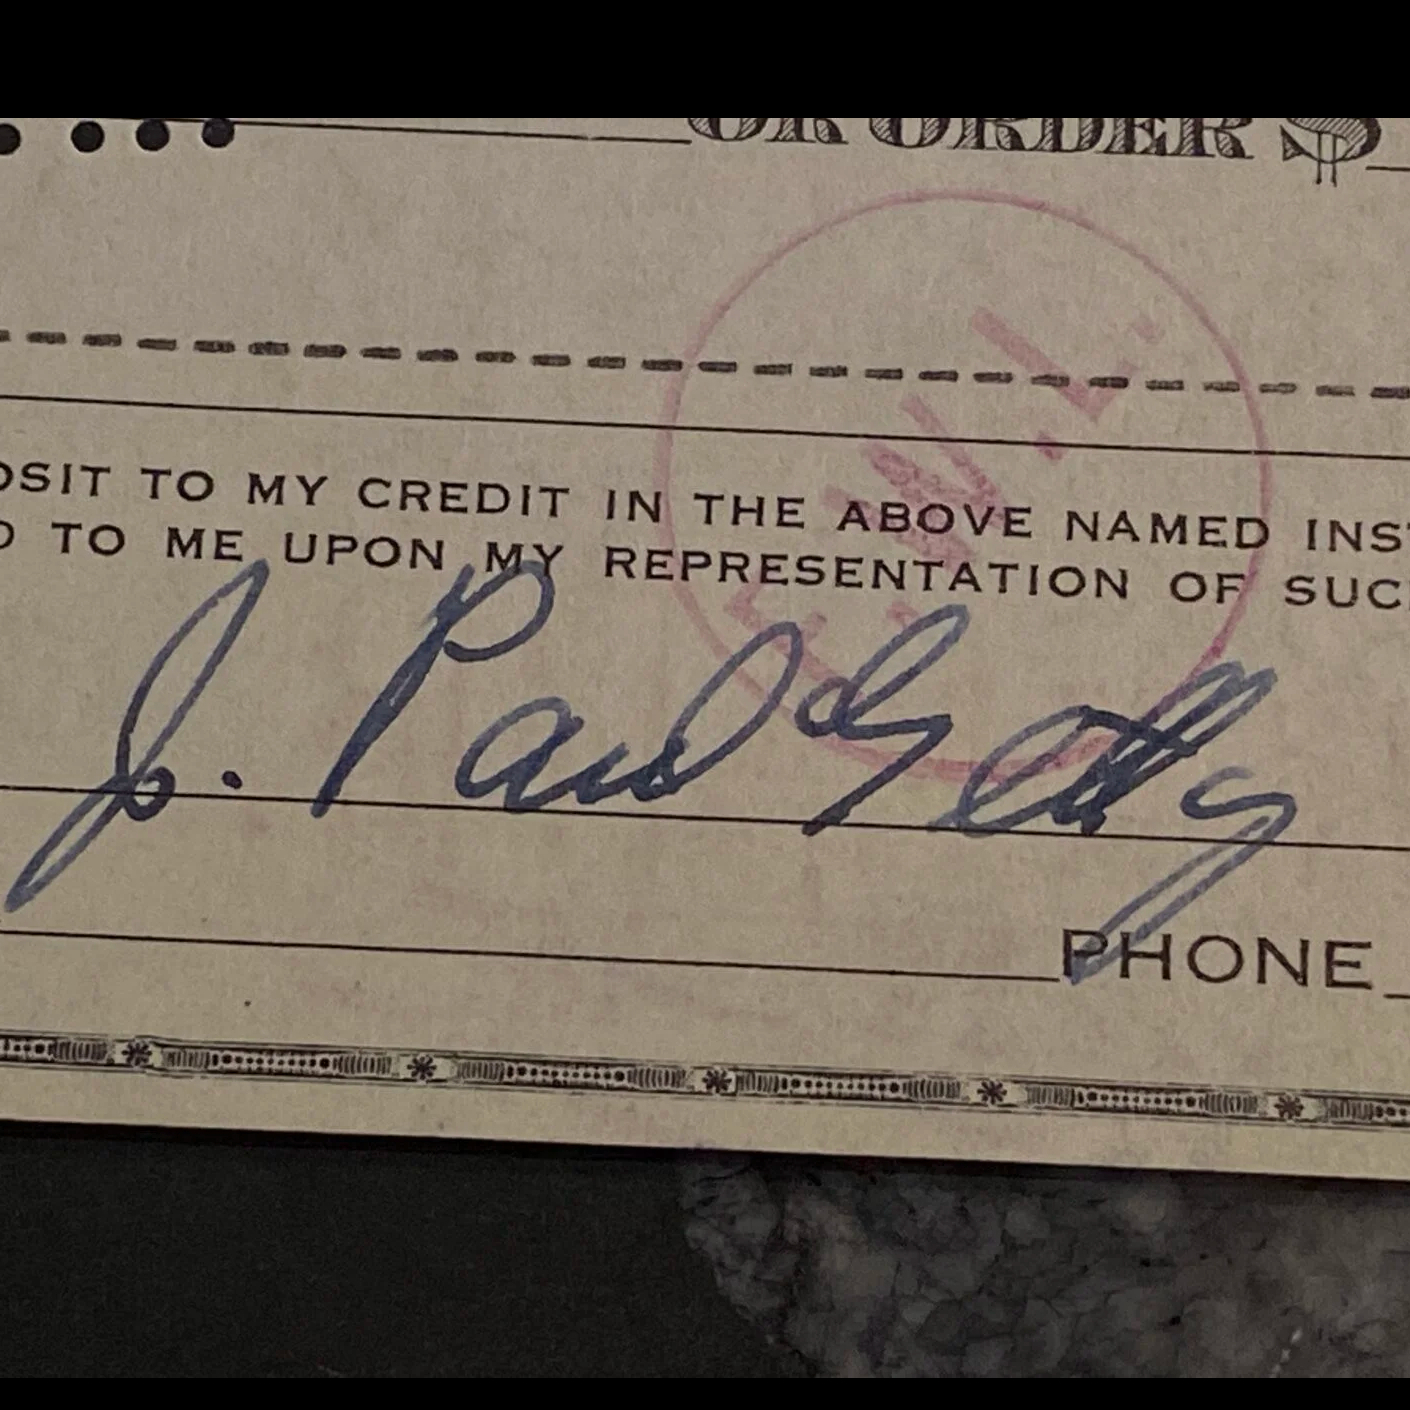 OR ORDER $
OSIT TO MY CREDIT IN THE ABOVE NAMED INS
D TO ME UPON MY REPRESENTATION OF SUC
J. Paul Getty
PHONE